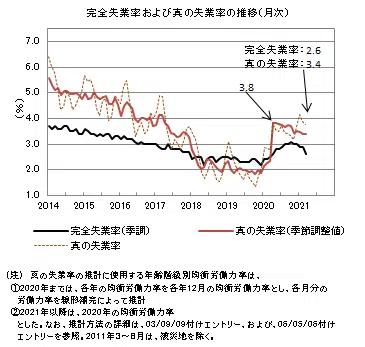 完全失業率および真の失業率の推移(月次)
7.0
6.0
5.0
4.0
3.0
2.0
1.0
(%)
完全失業率:2.6
真の失業率:3.4
3.8
2014 2015 2016 2017 2018 2019 2020 2021
完全失業率(季調) 真の失業率(季節調整値)
真の失業率
(注) 真の失業率の推計に使用する年齢階級別均衡労働力率は、
①2020年までは、各年の均衡労働力率を各年12月の均衡労働力率とし、各月分の
労働力率を線形補完によって推計
②2021年以降は、2020年の均衡労働力率
とした。なお、推計方法の詳細は、03/09/09付けエントリー、および、06/05/06付け
エントリーを参照。2011年3~8月は、被災地を除く。